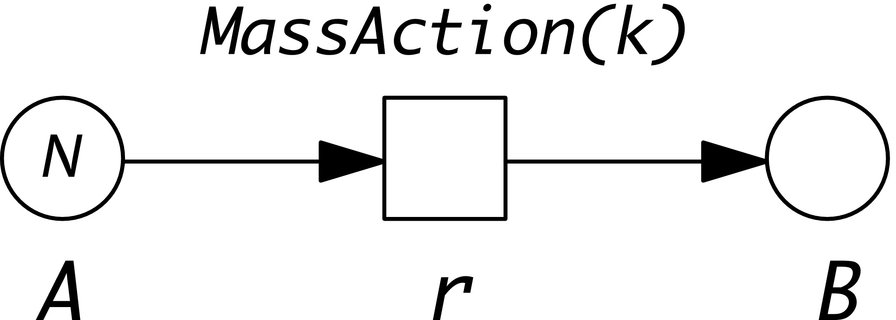 MassAction(k)
N
A r B